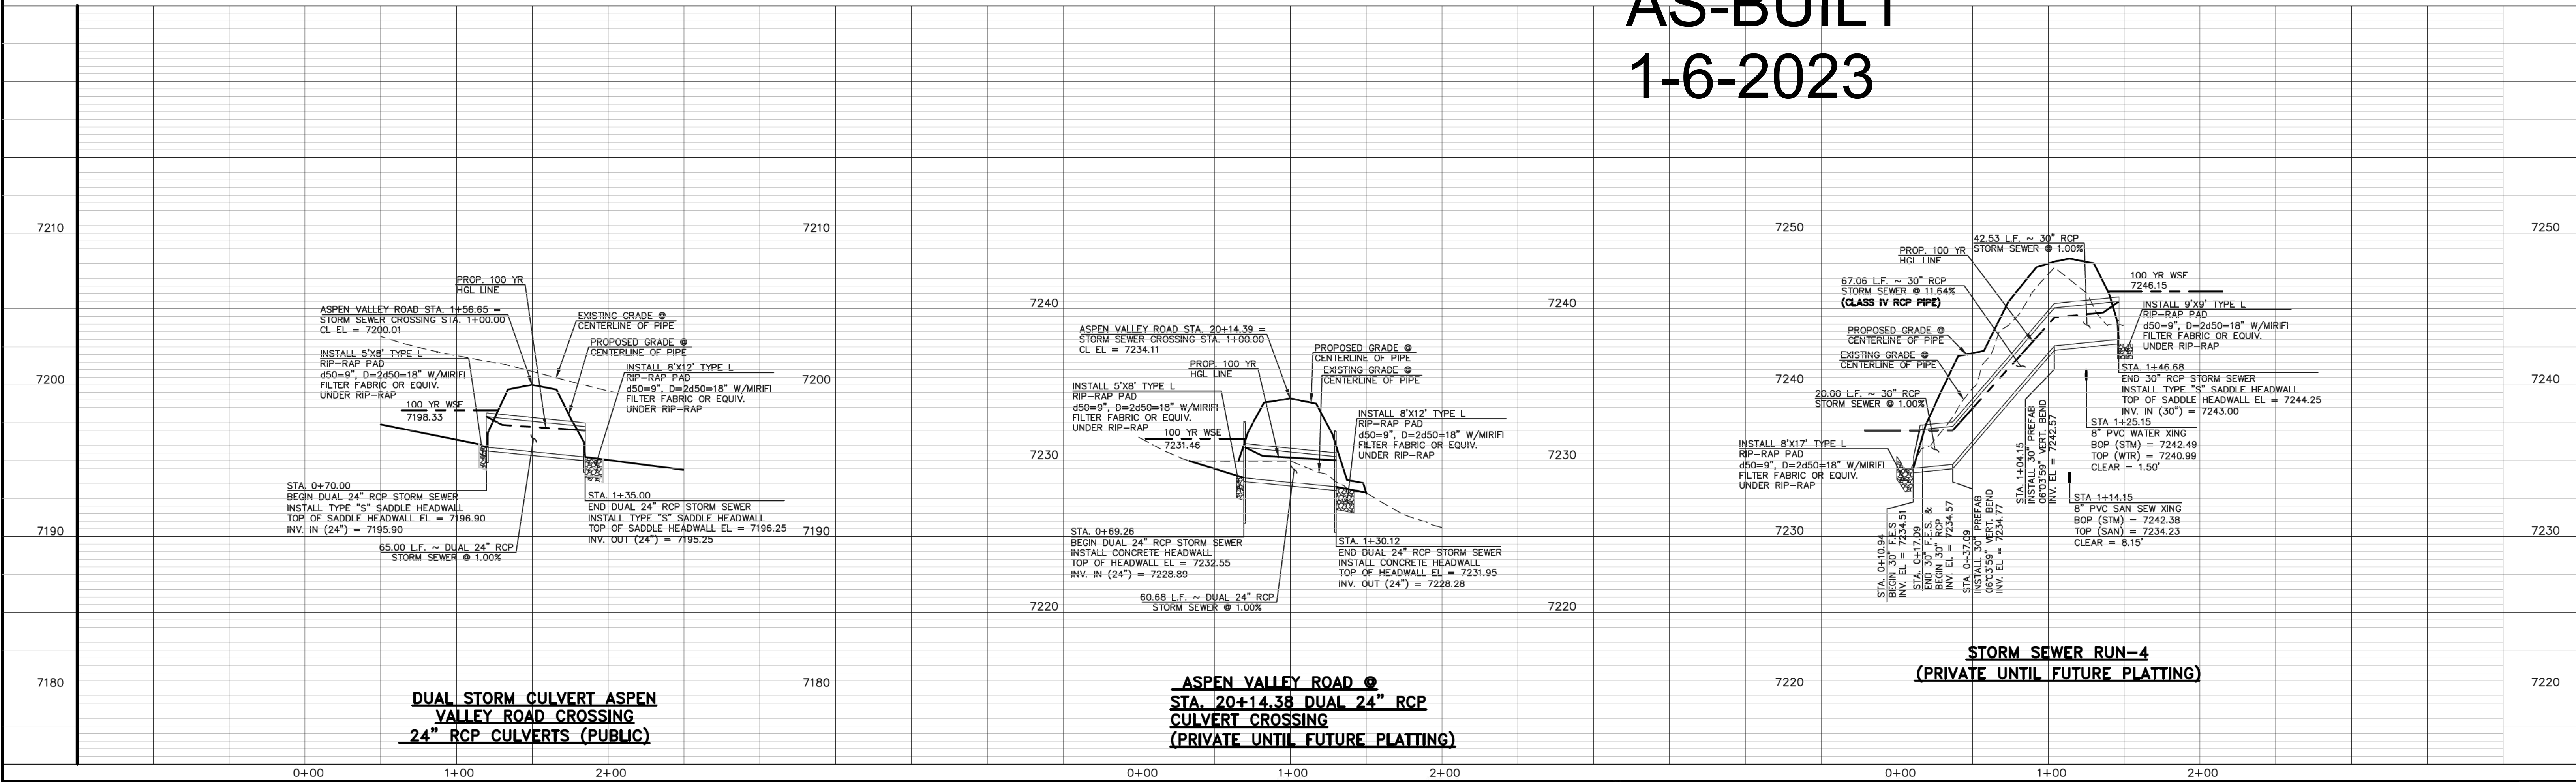 AS-BUILT
1-6-2023
7210
7200
7190
7180
PROP. 100 YR
HGL LINE
ASPEN VALLEY ROAD STA. 1+56.65 =
STORM SEWER CROSSING STA. 1+00.00
CL EL = 7200.01
EXISTING GRADE @
CENTERLINE OF PIPE
PROPOSED GRADE @
CENTERLINE OF PIPE
INSTALL 5'X8' TYPE L
RIP-RAP PAD
d50=9", D=2d50=18" W/MIRIFI
FILTER FABRIC OR EQUIV.
UNDER RIP-RAP
INSTALL 8'X12' TYPE L
RIP-RAP PAD
d50=9", D=2d50=18" W/MIRIFI
FILTER FABRIC OR EQUIV.
UNDER RIP-RAP
100 YR WSE
7198.33
STA. 0+70.00
BEGIN DUAL 24" RCP STORM SEWER
INSTALL TYPE "S" SADDLE HEADWALL
TOP OF SADDLE HEADWALL EL = 7196.90
INV. IN (24") = 7195.90
STA. 1+35.00
END DUAL 24" RCP STORM SEWER
INSTALL TYPE "S" SADDLE HEADWALL
TOP OF SADDLE HEADWALL EL = 7196.25
INV. OUT (24") = 7195.25
65.00 L.F. ~ DUAL 24" RCP
STORM SEWER @ 1.00%
DUAL STORM CULVERT ASPEN
VALLEY ROAD CROSSING
24" RCP CULVERTS (PUBLIC)
0+00
1+00
2+00
7210
7200
7190
7180
7240
7230
7220
ASPEN VALLEY ROAD STA. 20+14.39 =
STORM SEWER CROSSING STA. 1+00.00
CL EL = 7234.11
PROP. 100 YR
HGL LINE
PROPOSED GRADE @
CENTERLINE OF PIPE
EXISTING GRADE @
CENTERLINE OF PIPE
INSTALL 5'X8' TYPE L
RIP-RAP PAD
d50=9", D=2d50=18" W/MIRIFI
FILTER FABRIC OR EQUIV.
UNDER RIP-RAP
100 YR WSE
7231.46
INSTALL 8'X12' TYPE L
RIP-RAP PAD
d50=9", D=2d50=18" W/MIRIFI
FILTER FABRIC OR EQUIV.
UNDER RIP-RAP
STA. 0+69.26
BEGIN DUAL 24" RCP STORM SEWER
INSTALL CONCRETE HEADWALL
TOP OF HEADWALL EL = 7232.55
INV. IN (24") = 7228.89
STA. 1+30.12
END DUAL 24" RCP STORM SEWER
INSTALL CONCRETE HEADWALL
TOP OF HEADWALL EL = 7231.95
INV. OUT (24") = 7228.28
60.68 L.F. ~ DUAL 24" RCP
STORM SEWER @ 1.00%
ASPEN VALLEY ROAD @
STA. 20+14.38 DUAL 24" RCP
CULVERT CROSSING
(PRIVATE UNTIL FUTURE PLATTING)
0+00
1+00
2+00
7240
7230
7220
7250
7240
7230
7220
42.53 L.F. ~ 30" RCP
STORM SEWER @ 1.00%
PROP. 100 YR
HGL LINE
67.06 L.F. ~ 30" RCP
STORM SEWER @ 11.64%
(CLASS IV RCP PIPE)
PROPOSED GRADE @
CENTERLINE OF PIPE
EXISTING GRADE @
CENTERLINE OF PIPE
20.00 L.F. ~ 30" RCP
STORM SEWER @ 1.00%
INSTALL 8'X17' TYPE L
RIP-RAP PAD
d50=9", D=2d50=18" W/MIRIFI
FILTER FABRIC OR EQUIV.
UNDER RIP-RAP
100 YR WSE
7246.15
INSTALL 9'X9' TYPE L
RIP-RAP PAD
d50=9", D=2d50=18" W/MIRIFI
FILTER FABRIC OR EQUIV.
UNDER RIP-RAP
STA. 1+46.68
END 30" RCP STORM SEWER
INSTALL TYPE "S" SADDLE HEADWALL
TOP OF SADDLE HEADWALL EL = 7244.25
INV. IN (30") = 7243.00
STA 1+25.15
8" PVC WATER XING
BOP (STM) = 7242.49
TOP (WTR) = 7240.99
CLEAR = 1.50'
STA 1+14.15
8" PVC SAN SEW XING
BOP (STM) = 7242.38
TOP (SAN) = 7234.23
CLEAR = 8.15'
STA. 0+10.94
BEGIN 30" F.E.S.
INV. EL = 7234.51
STA. 0+17.09
END 30" F.E.S. &
BEGIN 30" RCP
INV. EL = 7234.57
STA. 0+37.09
INSTALL 30" PREFAB
06°03'59" VERT. BEND
INV. EL = 7234.77
STA. 1+04.15
INSTALL 30" PREFAB
06°03'59" VERT. BEND
INV. EL = 7242.57
STORM SEWER RUN-4
(PRIVATE UNTIL FUTURE PLATTING)
0+00
1+00
2+00
7250
7240
7230
7220